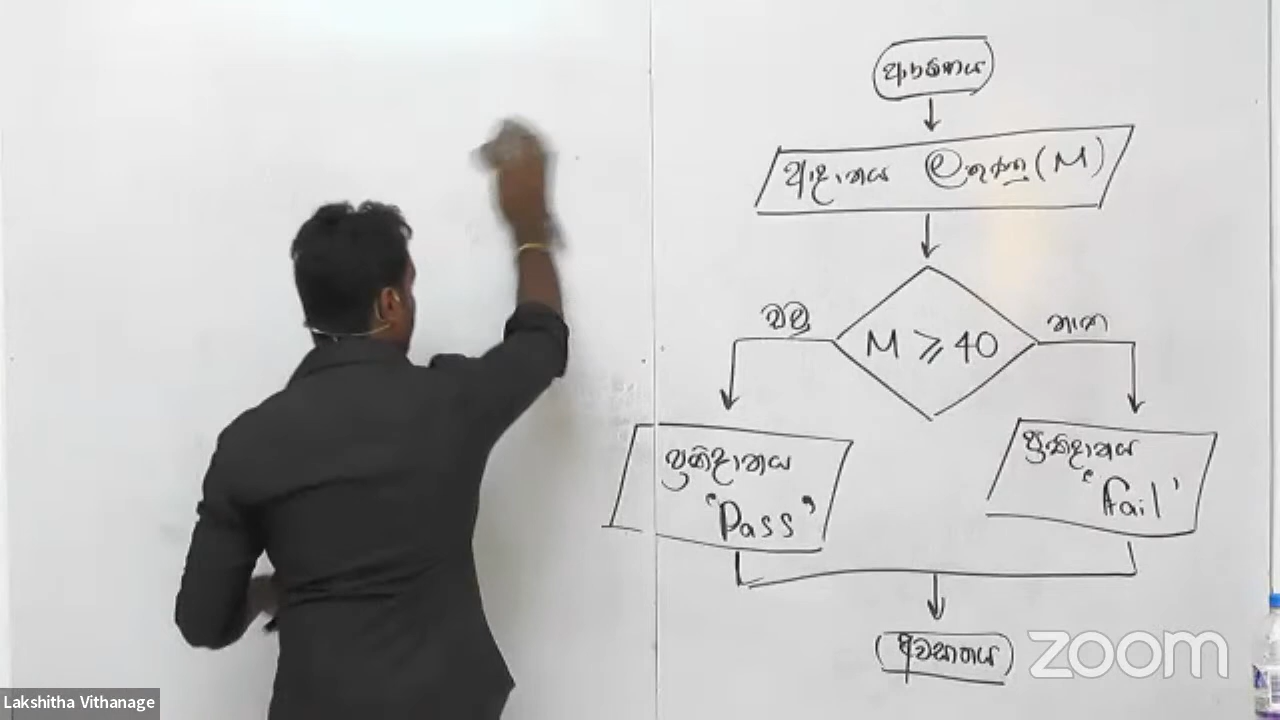 ආරම්භය
ආදානය ලකුණු (M)
ඔව්
නැත
M ≥ 40
ප්‍රතිදානය
'Pass'
ප්‍රතිදානය
'Fail'
අවසානය
zoom
Lakshitha Vithanage